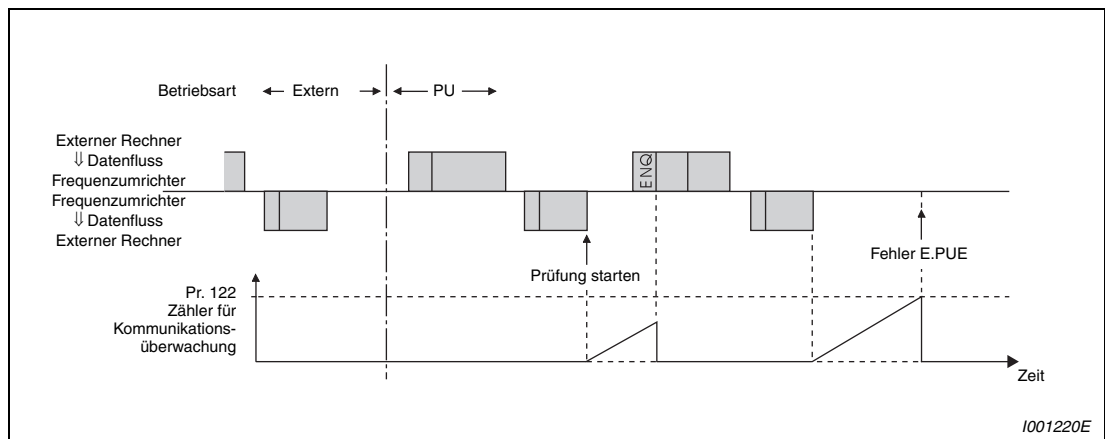 Betriebsart
Extern
PU
Externer Rechner
⇓ Datenfluss
Frequenzumrichter
Frequenzumrichter
⇓ Datenfluss
Externer Rechner
ENQ
Prüfung starten
Fehler E.PUE
Pr. 122
Zähler für
Kommunikations-
überwachung
Zeit
I001220E